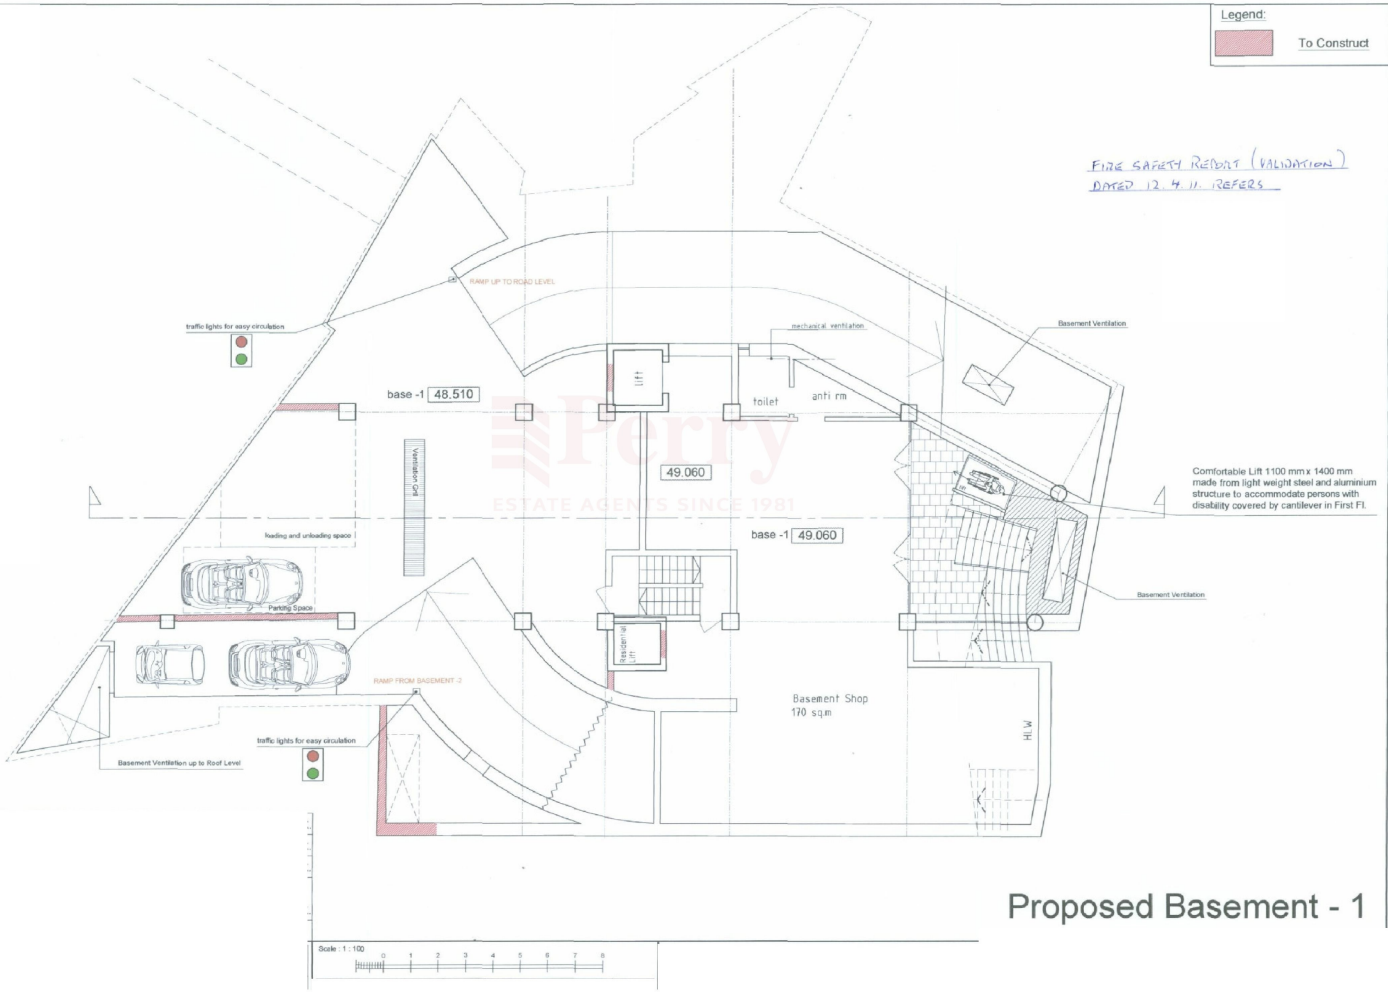 Legend:
To Construct
FIRE SAFETY REPORT (VALIDATION)
DATED 12.4.11. REFERS
RAMP UP TO ROAD LEVEL
traffic lights for easy circulation
mechanical ventilation
Basement Ventilation
Lift
base -1 48.510
toilet
anti rm
Perry
ESTATE AGENTS SINCE 1981
Ventilation Grill
49.060
Comfortable Lift 1100 mm x 1400 mm
made from light weight steel and aluminium
structure to accommodate persons with
disability covered by cantilever in First Fl.
base -1 49.060
loading and unloading space
Basement Ventilation
Parking Space
Residential
Lift
RAMP FROM BASEMENT -2
Basement Shop
170 sq.m
HLW
traffic lights for easy circulation
Basement Ventilation up to Roof Level
Proposed Basement - 1
Scale : 1 : 100
0 1 2 3 4 5 6 7 8